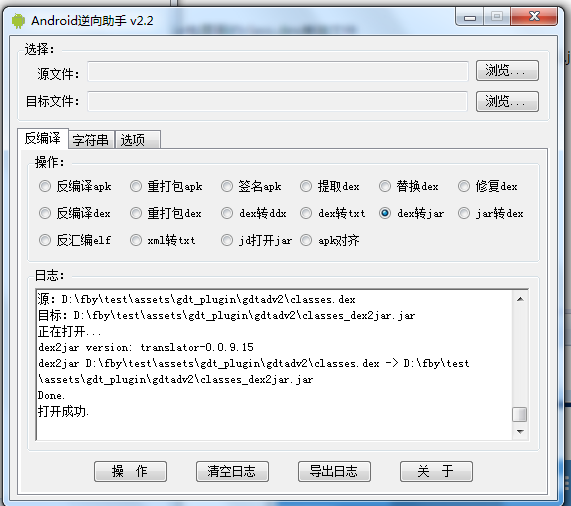 Android逆向助手 v2.2
选择:
源文件:
浏览...
目标文件:
浏览...
反编译 字符串 选项
操作:
反编译apk 重打包apk 签名apk 提取dex 替换dex 修复dex
反编译dex 重打包dex dex转ddx dex转txt dex转jar jar转dex
反汇编elf xml转txt jd打开jar apk对齐
日志:
源: D:\fby\test\assets\gdt_plugin\gdtadv2\classes.dex
目标: D:\fby\test\assets\gdt_plugin\gdtadv2\classes_dex2jar.jar
正在打开...
dex2jar version: translator-0.0.9.15
dex2jar D:\fby\test\assets\gdt_plugin\gdtadv2\classes.dex -> D:\fby\test
\assets\gdt_plugin\gdtadv2\classes_dex2jar.jar
Done.
打开成功.
操 作 清空日志 导出日志 关 于